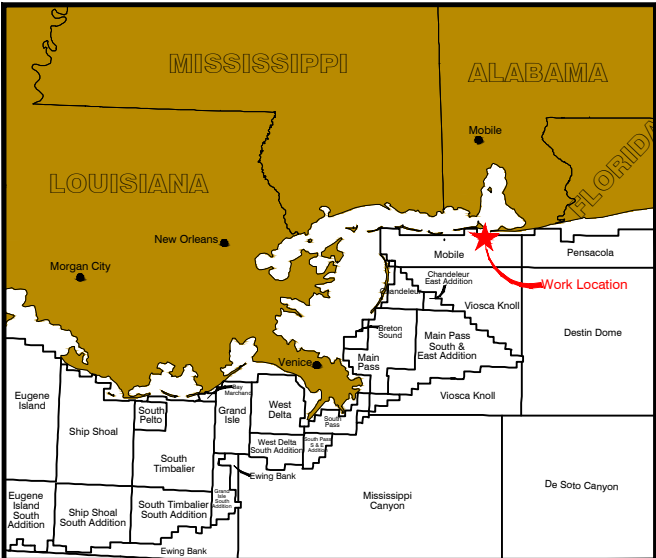 MISSISSIPPI
ALABAMA
Mobile
FLORIDA
LOUISIANA
New Orleans
Morgan City
Mobile
Pensacola
Chandeleur
East Addition
Work Location
Chandeleur
Viosca Knoll
Breton
Sound
Main Pass
South &
East Addition
Destin Dome
Venice
Main
Pass
Viosca Knoll
Eugene
Island
Bay
Marchand
South
Pelto
Grand
Isle
West
Delta
South
Pass
Ship Shoal
West Delta
South Addition
South Pass
S & E
Addition
South
Timbalier
Ewing Bank
De Soto Canyon
Eugene
Island
South
Addition
Ship Shoal
South Addition
South Timbalier
South Addition
Grand
Isle
South
Addition
Mississippi
Canyon
Ewing Bank